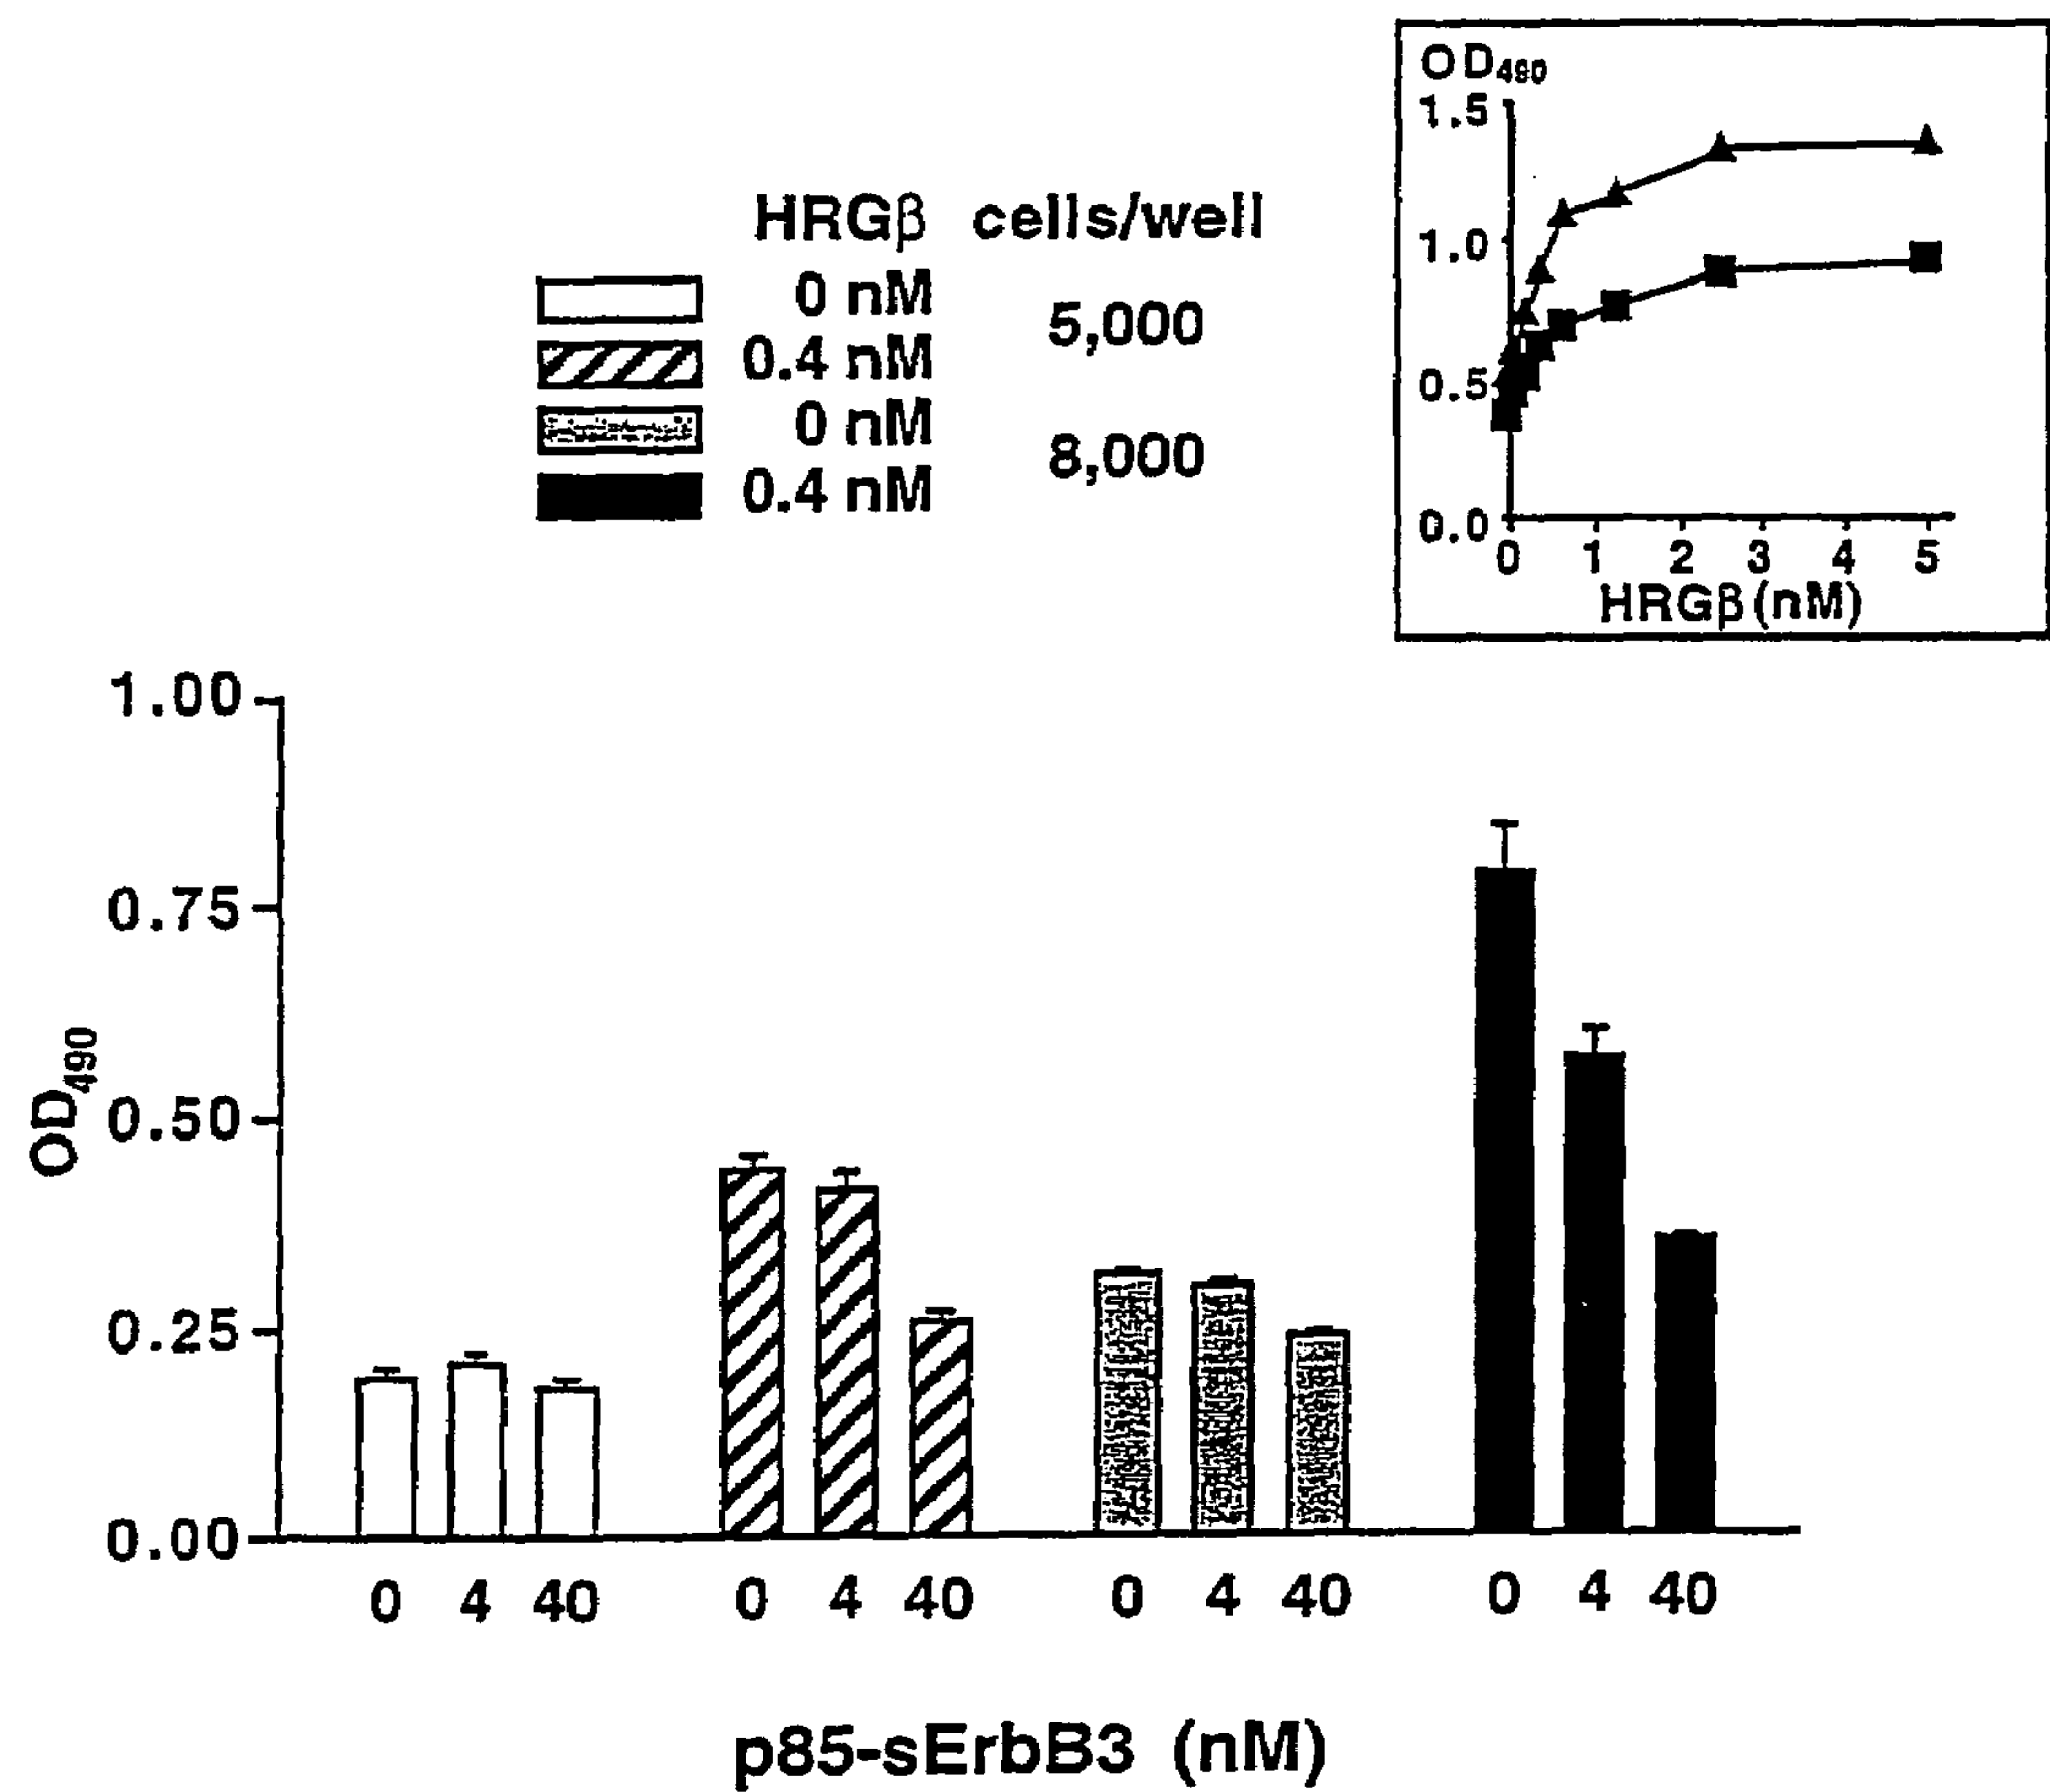 HRGβ cells/well
0 nM
5,000
0.4 nM
0 nM
8,000
0.4 nM
OD490
1.5
1.0
0.5
0.0
0 1 2 3 4 5
HRGβ (nM)
1.00
0.75
0.50
0.25
0.00
OD490
0 4 40 0 4 40 0 4 40 0 4 40
p85-sErbB3 (nM)